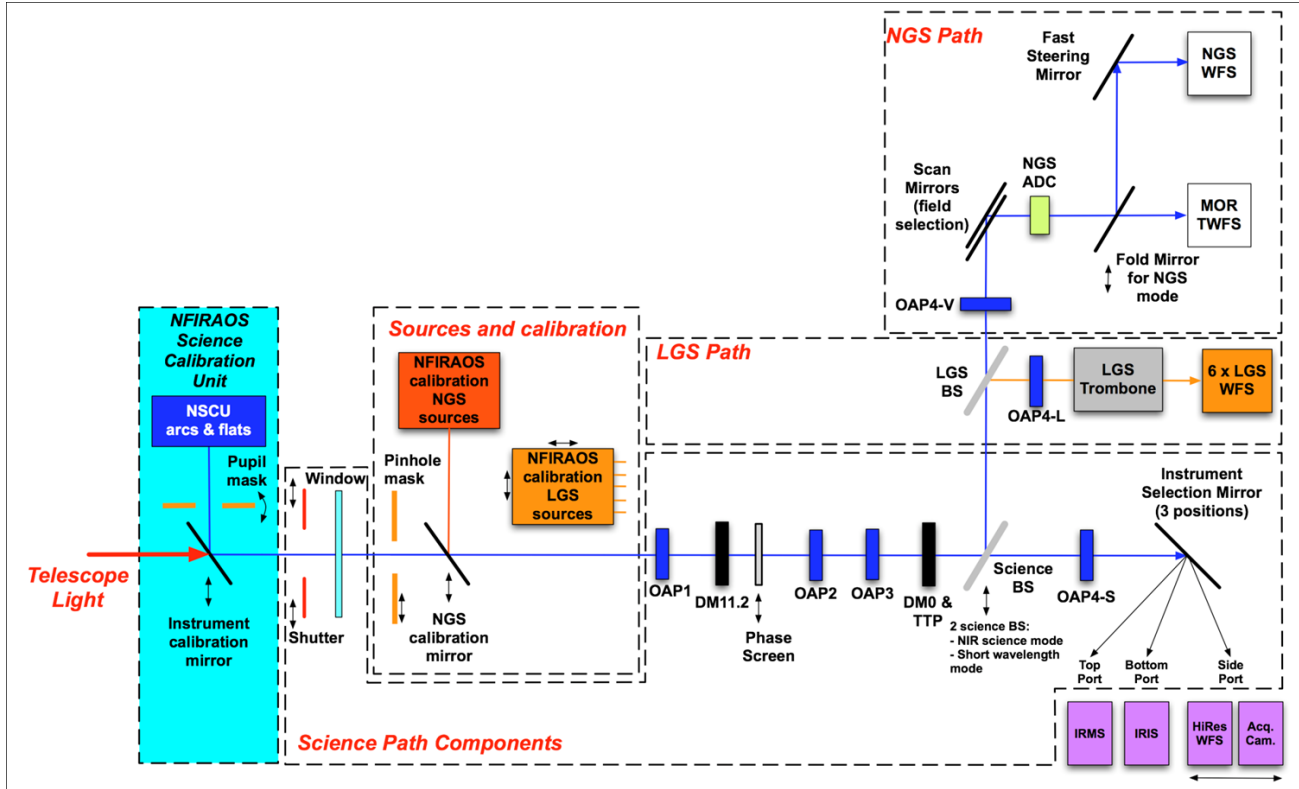 NGS Path
Fast
Steering
Mirror
NGS
WFS
Scan
Mirrors
(field
selection)
NGS
ADC
MOR
TWFS
Fold Mirror
for NGS
mode
OAP4-V
NFIRAOS
Science
Calibration
Unit
NSCU
arcs & flats
Pupil
mask
Telescope
Light
Instrument
calibration
mirror
Sources and calibration
NFIRAOS
calibration
NGS
sources
Window
Pinhole
mask
NFIRAOS
calibration
LGS
sources
Shutter
NGS
calibration
mirror
LGS Path
LGS
BS
OAP4-L
LGS
Trombone
6 x LGS
WFS
OAP1
DM11.2
Phase
Screen
OAP2
OAP3
DM0 &
TTP
Science
BS
2 science BS:
- NIR science mode
- Short wavelength
mode
OAP4-S
Instrument
Selection Mirror
(3 positions)
Top
Port
Bottom
Port
Side
Port
IRMS
IRIS
HiRes
WFS
Acq.
Cam.
Science Path Components